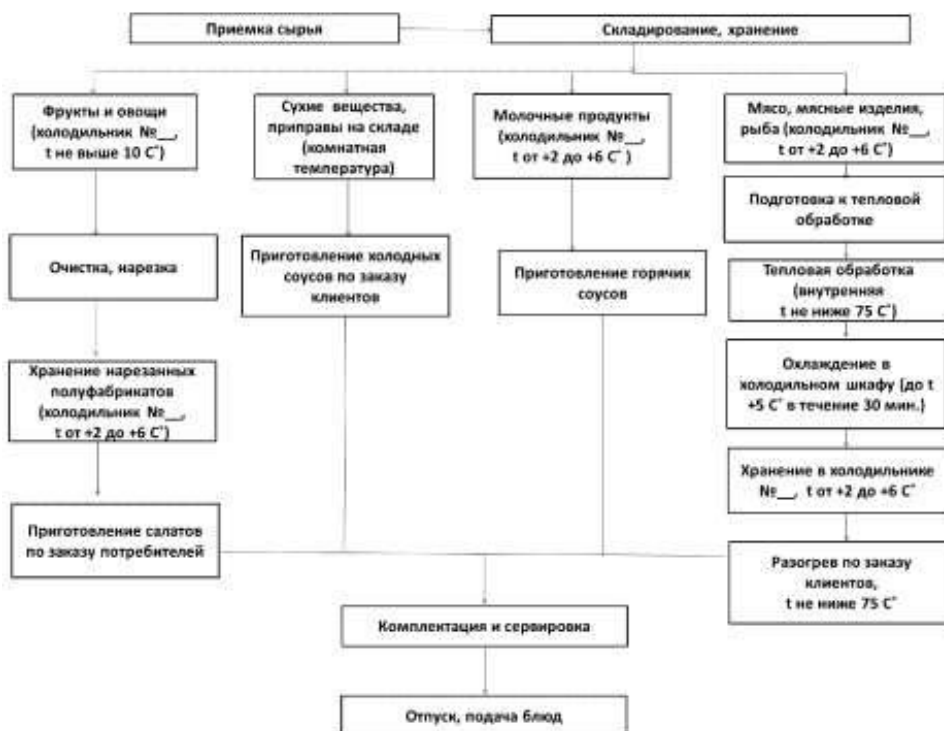 Приемка сырья
Складирование, хранение
Фрукты и овощи
(холодильник №__,
t не выше 10 С˚)
Сухие вещества,
приправы на складе
(комнатная
температура)
Молочные продукты
(холодильник №__,
t от +2 до +6 С˚ )
Мясо, мясные изделия,
рыба (холодильник №__,
t от +2 до +6 С˚)
Подготовка к тепловой
обработке
Очистка, нарезка
Приготовление холодных
соусов по заказу
клиентов
Приготовление горячих
соусов
Тепловая обработка
(внутренняя
t не ниже 75 С˚)
Хранение нарезанных
полуфабрикатов
(холодильник №__,
t от +2 до +6 С˚)
Охлаждение в
холодильном шкафу (до t
+5 С˚ в течение 30 мин.)
Хранение в холодильнике
№__, t от +2 до +6 С˚
Приготовление салатов
по заказу потребителей
Разогрев по заказу
клиентов,
t не ниже 75 С˚
Комплентация и сервировка
Отпуск, подача блюд